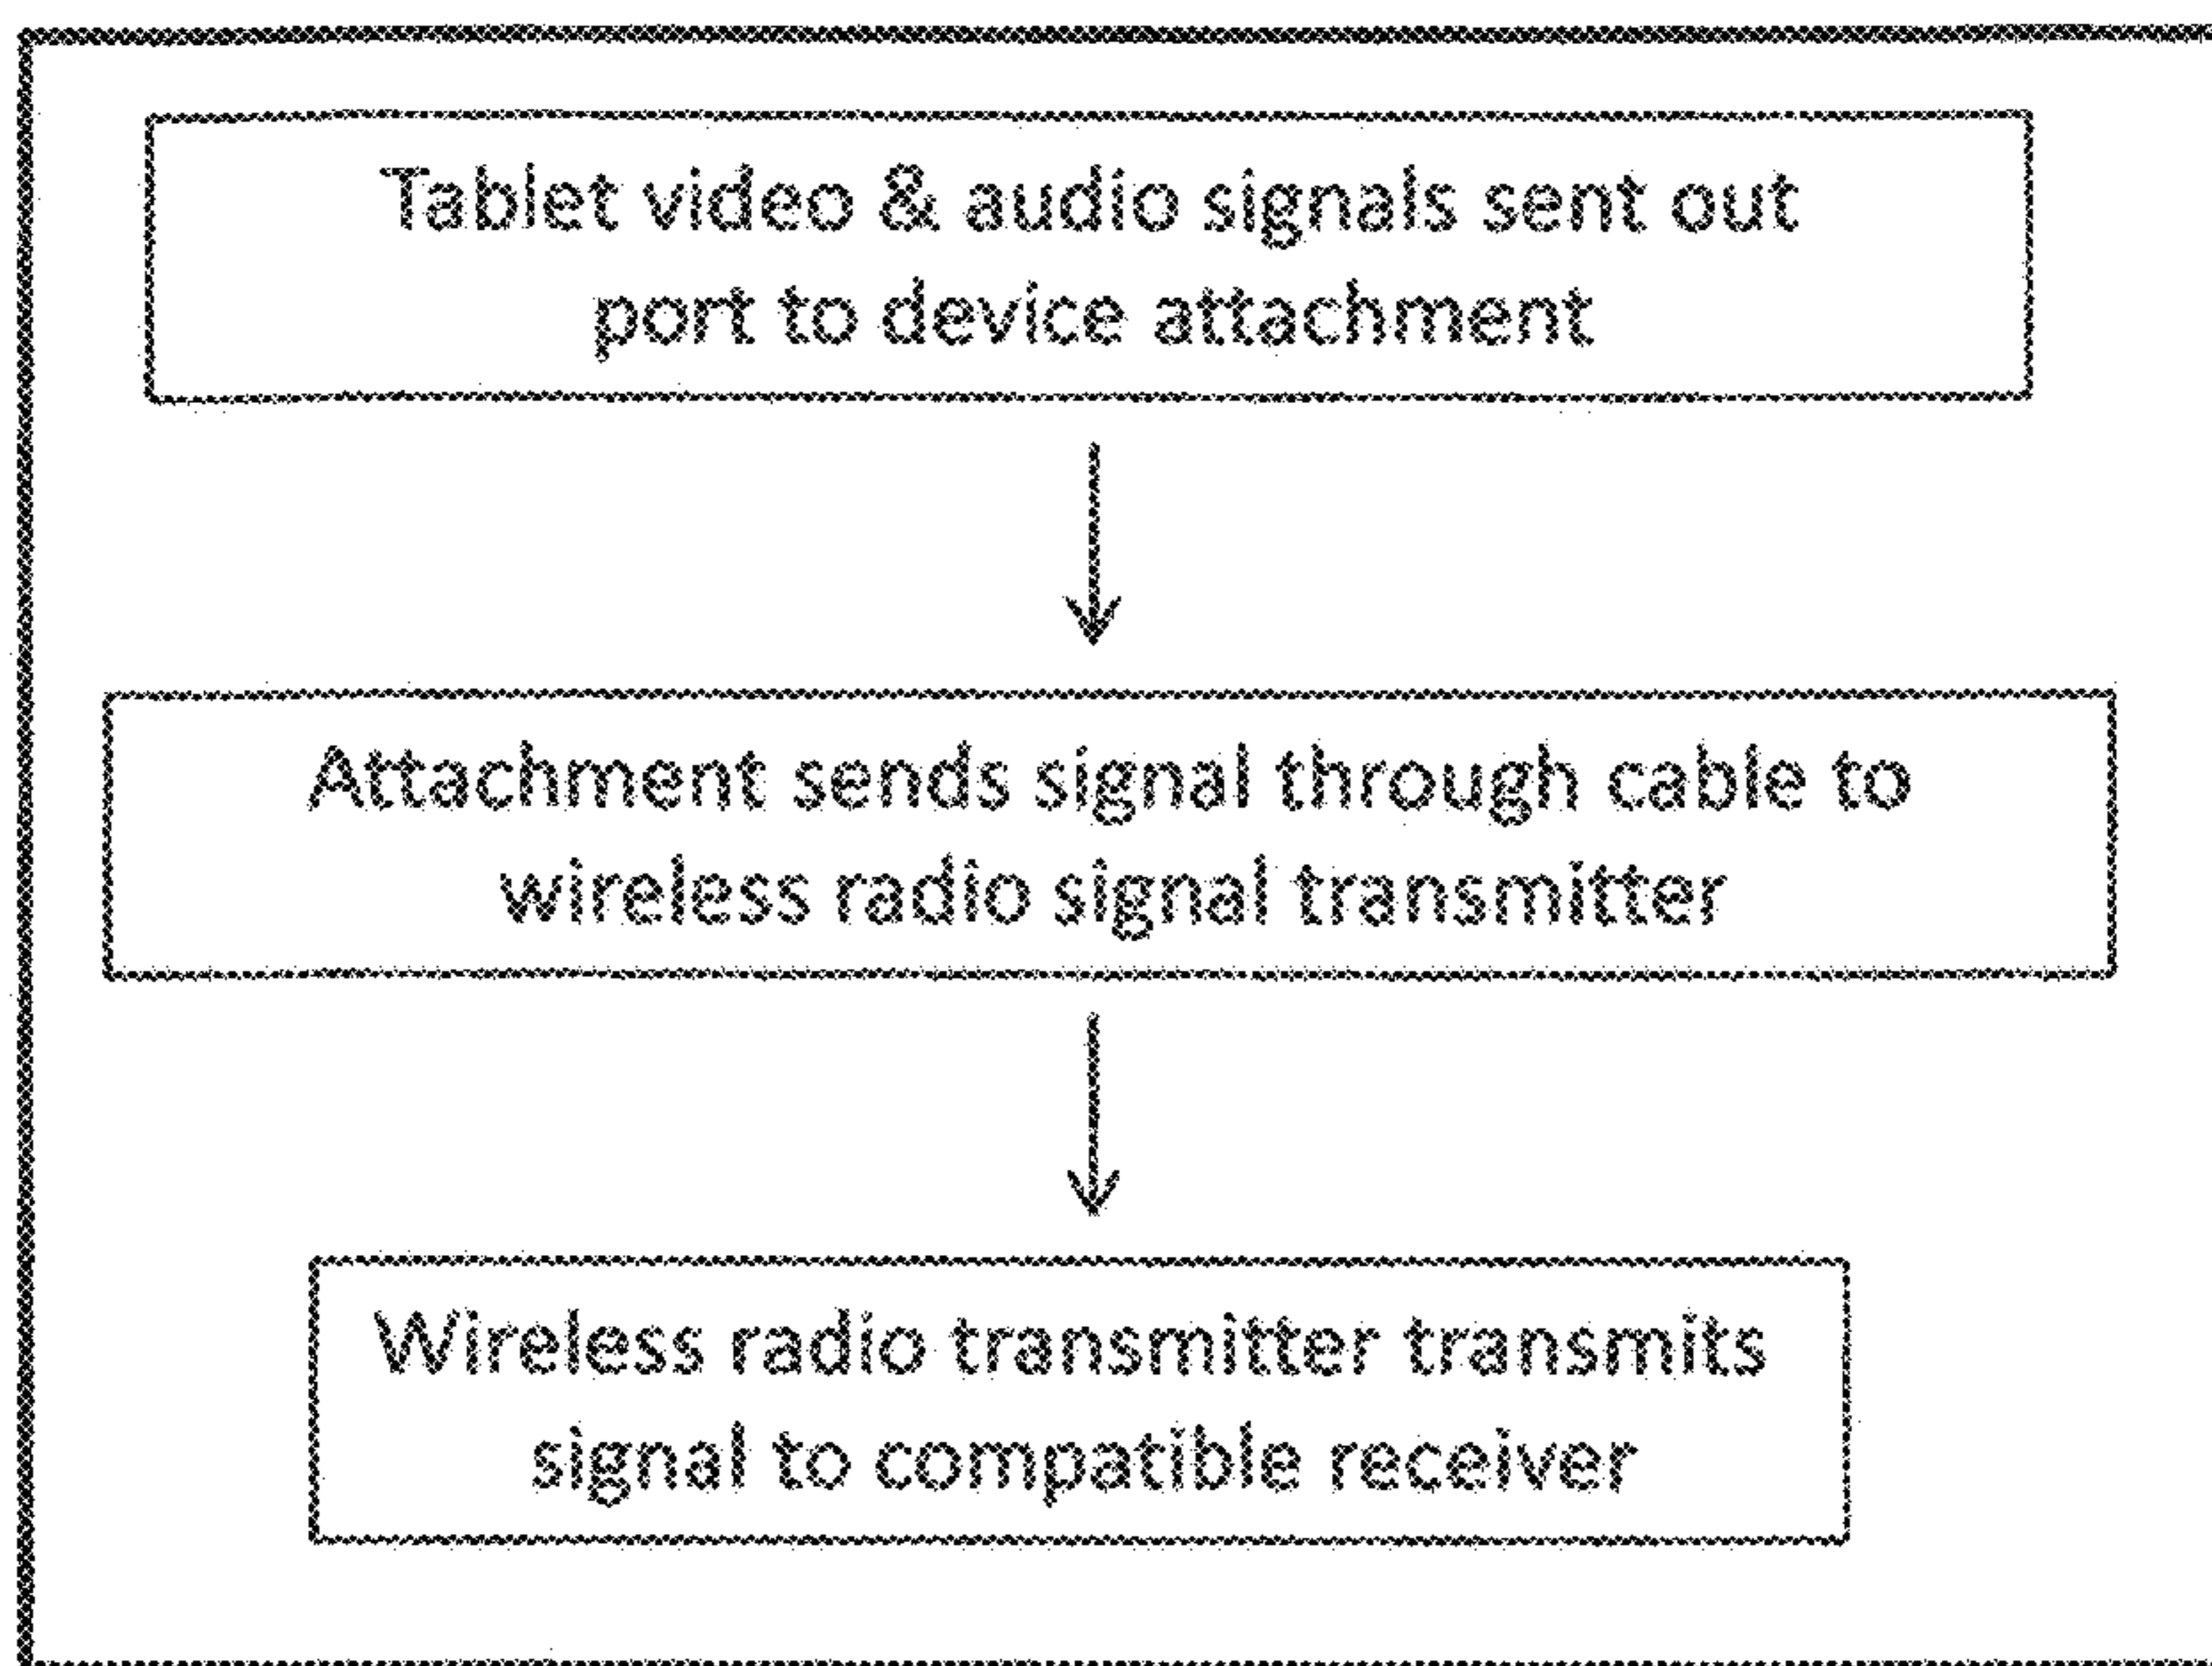 Tablet video & audio signals sent out
port to device attachment
Attachment sends signal through cable to
wireless radio signal transmitter
Wireless radio transmitter transmits
signal to compatible receiver